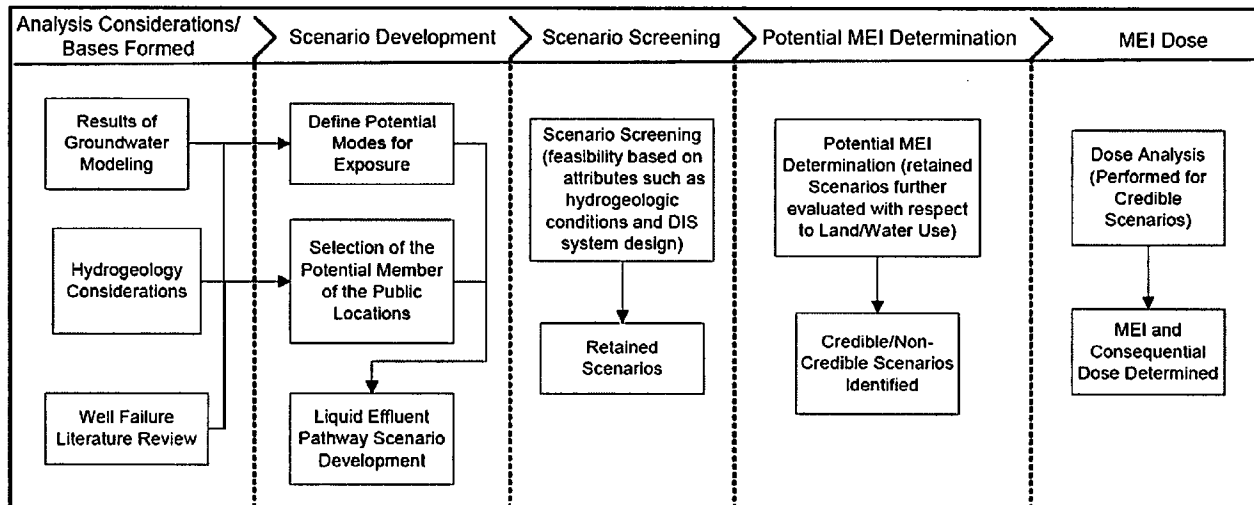 Analysis Considerations/
Bases Formed
Scenario Development
Scenario Screening
Potential MEI Determination
MEI Dose
Results of
Groundwater
Modeling
Hydrogeology
Considerations
Well Failure
Literature Review
Define Potential
Modes for
Exposure
Selection of the
Potential Member
of the Public
Locations
Liquid Effluent
Pathway Scenario
Development
Scenario Screening
(feasibility based on
attributes such as
hydrogeologic
conditions and DIS
system design)
Retained
Scenarios
Potential MEI
Determination (retained
Scenarios further
evaluated with respect
to Land/Water Use)
Credible/Non-
Credible Scenarios
Identified
Dose Analysis
(Performed for
Credible
Scenarios)
MEI and
Consequential
Dose Determined